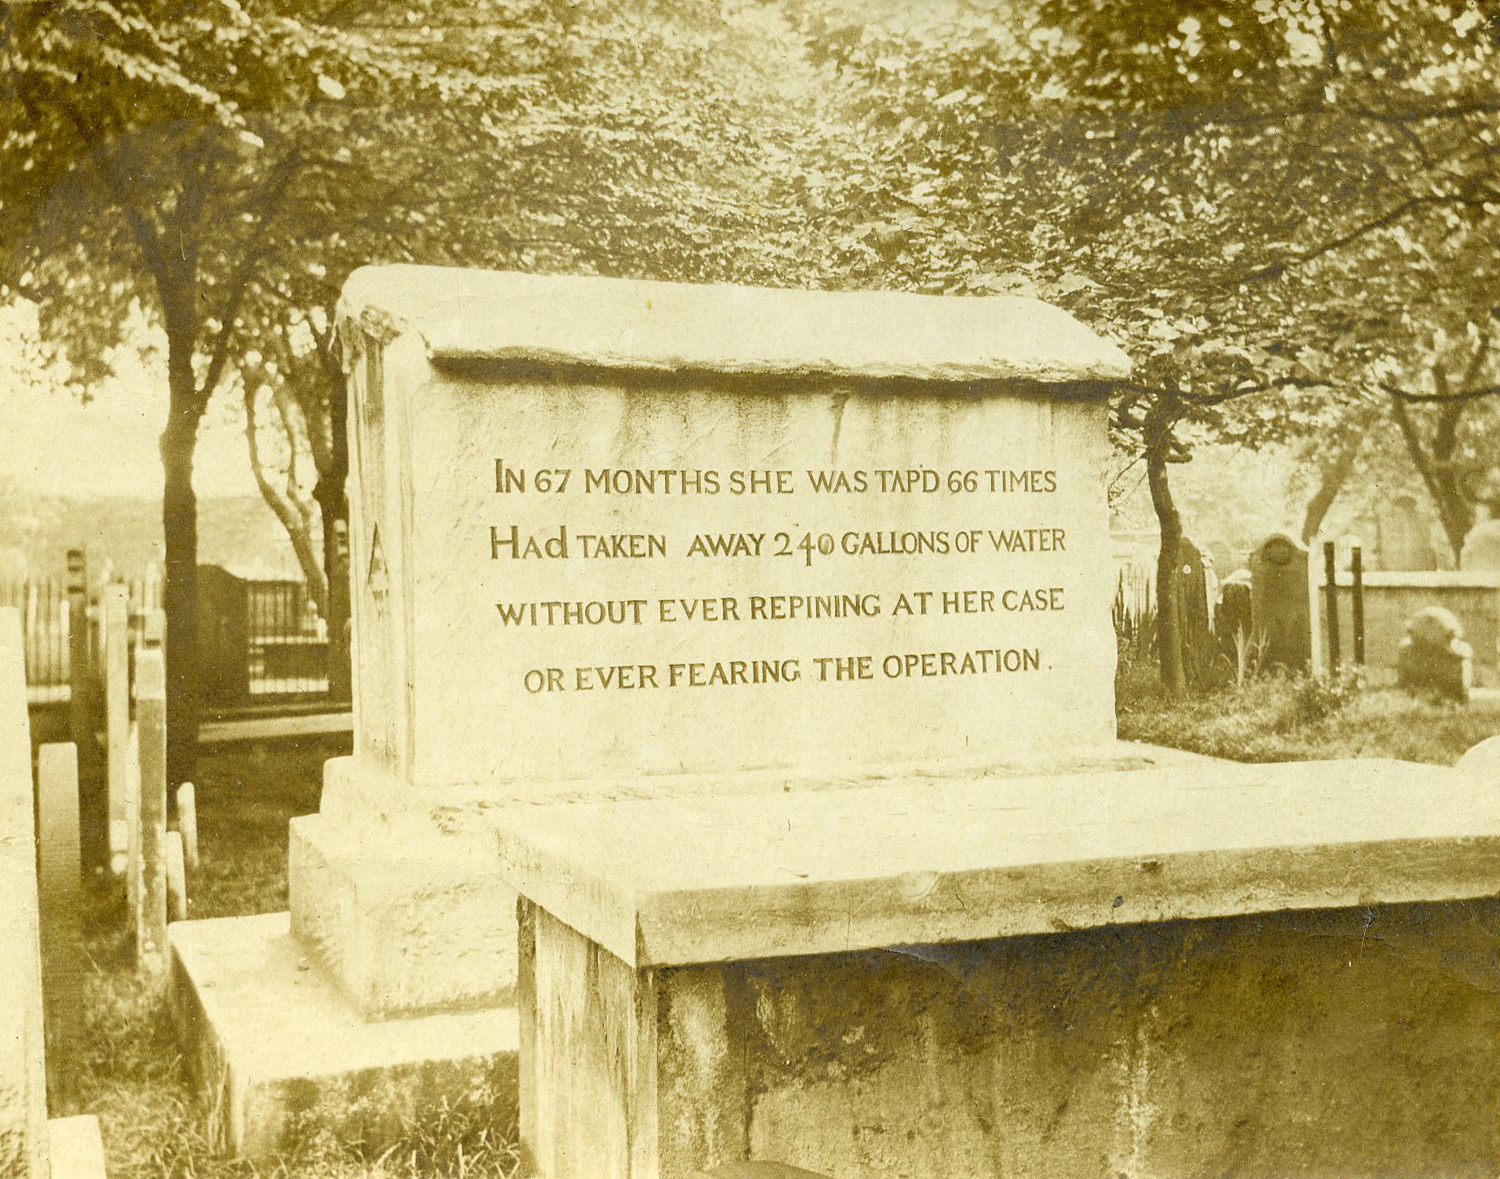 In 67 MONTHS SHE WAS TAP'D 66 TIMES
HAd TAKEN AWAY 240 GALLONS OF WATER
WITHOUT EVER REPINING AT HER CASE
OR EVER FEARING THE OPERATION.